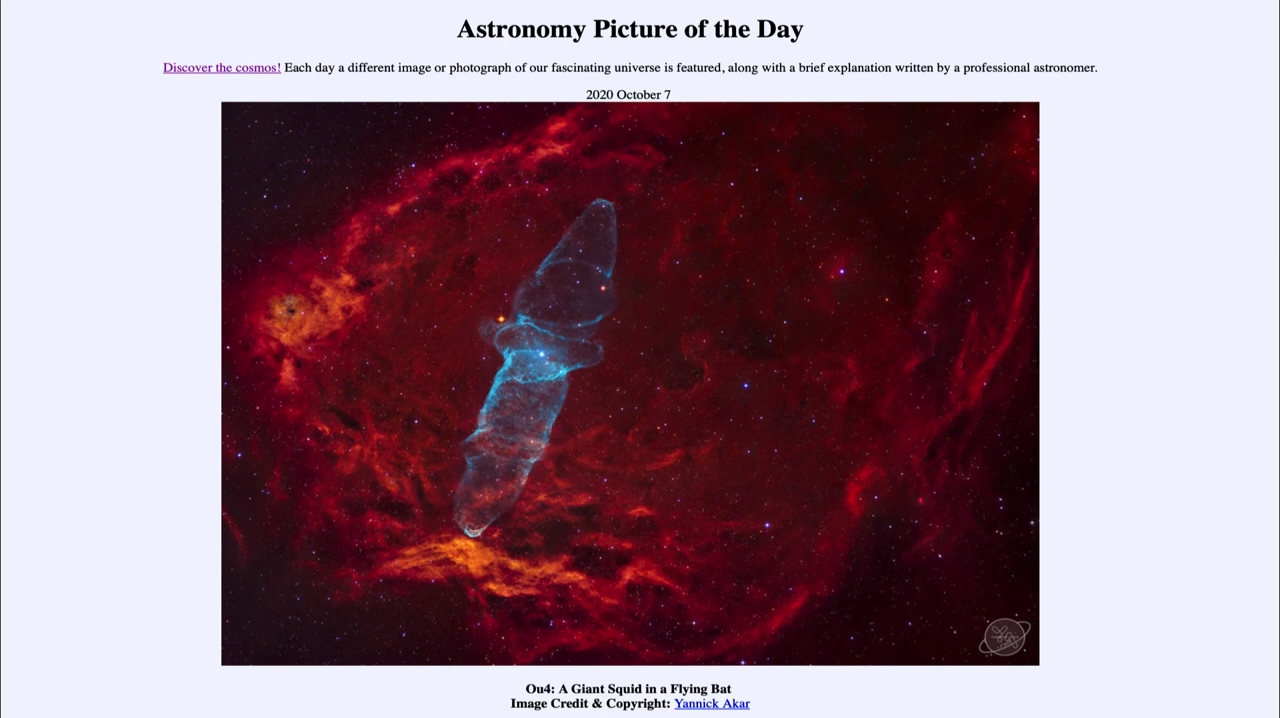 Astronomy Picture of the Day
Discover the cosmos! Each day a different image or photograph of our fascinating universe is featured, along with a brief explanation written by a professional astronomer.
2020 October 7
Ou4: A Giant Squid in a Flying Bat
Image Credit & Copyright: Yannick Akar